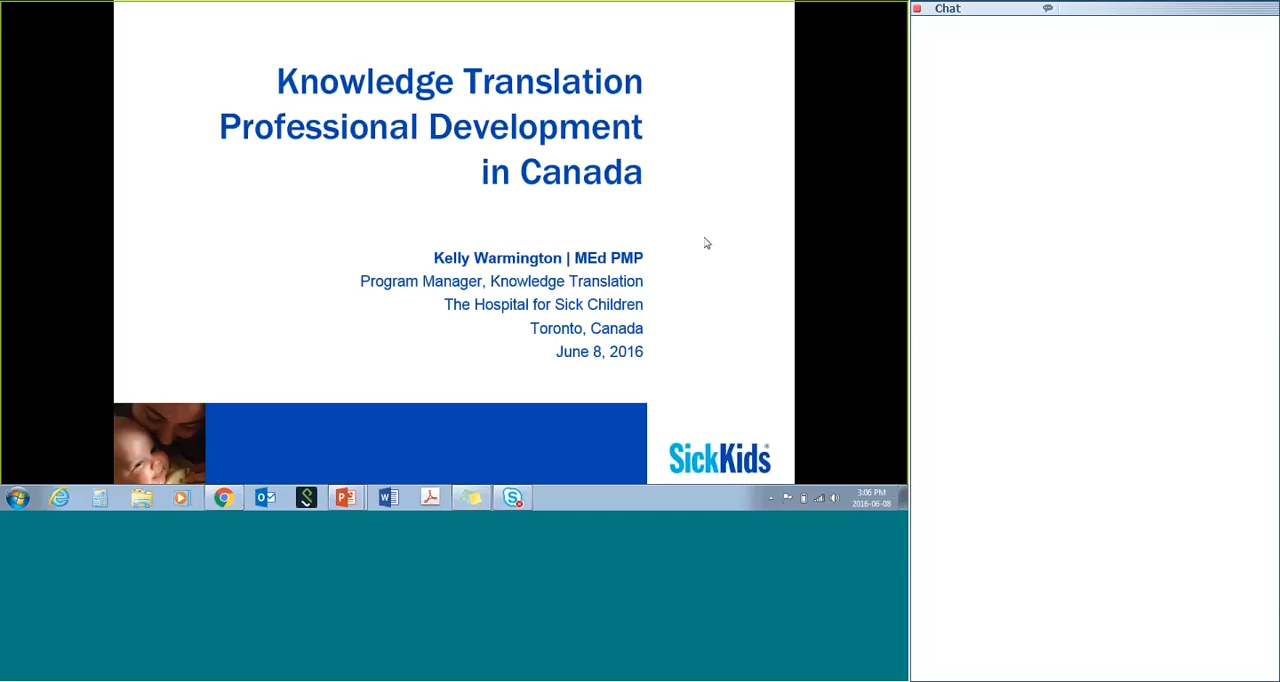 Chat
Knowledge Translation
Professional Development
in Canada
Kelly Warmington | MEd PMP
Program Manager, Knowledge Translation
The Hospital for Sick Children
Toronto, Canada
June 8, 2016
SickKids®
3:06 PM
2016-06-08